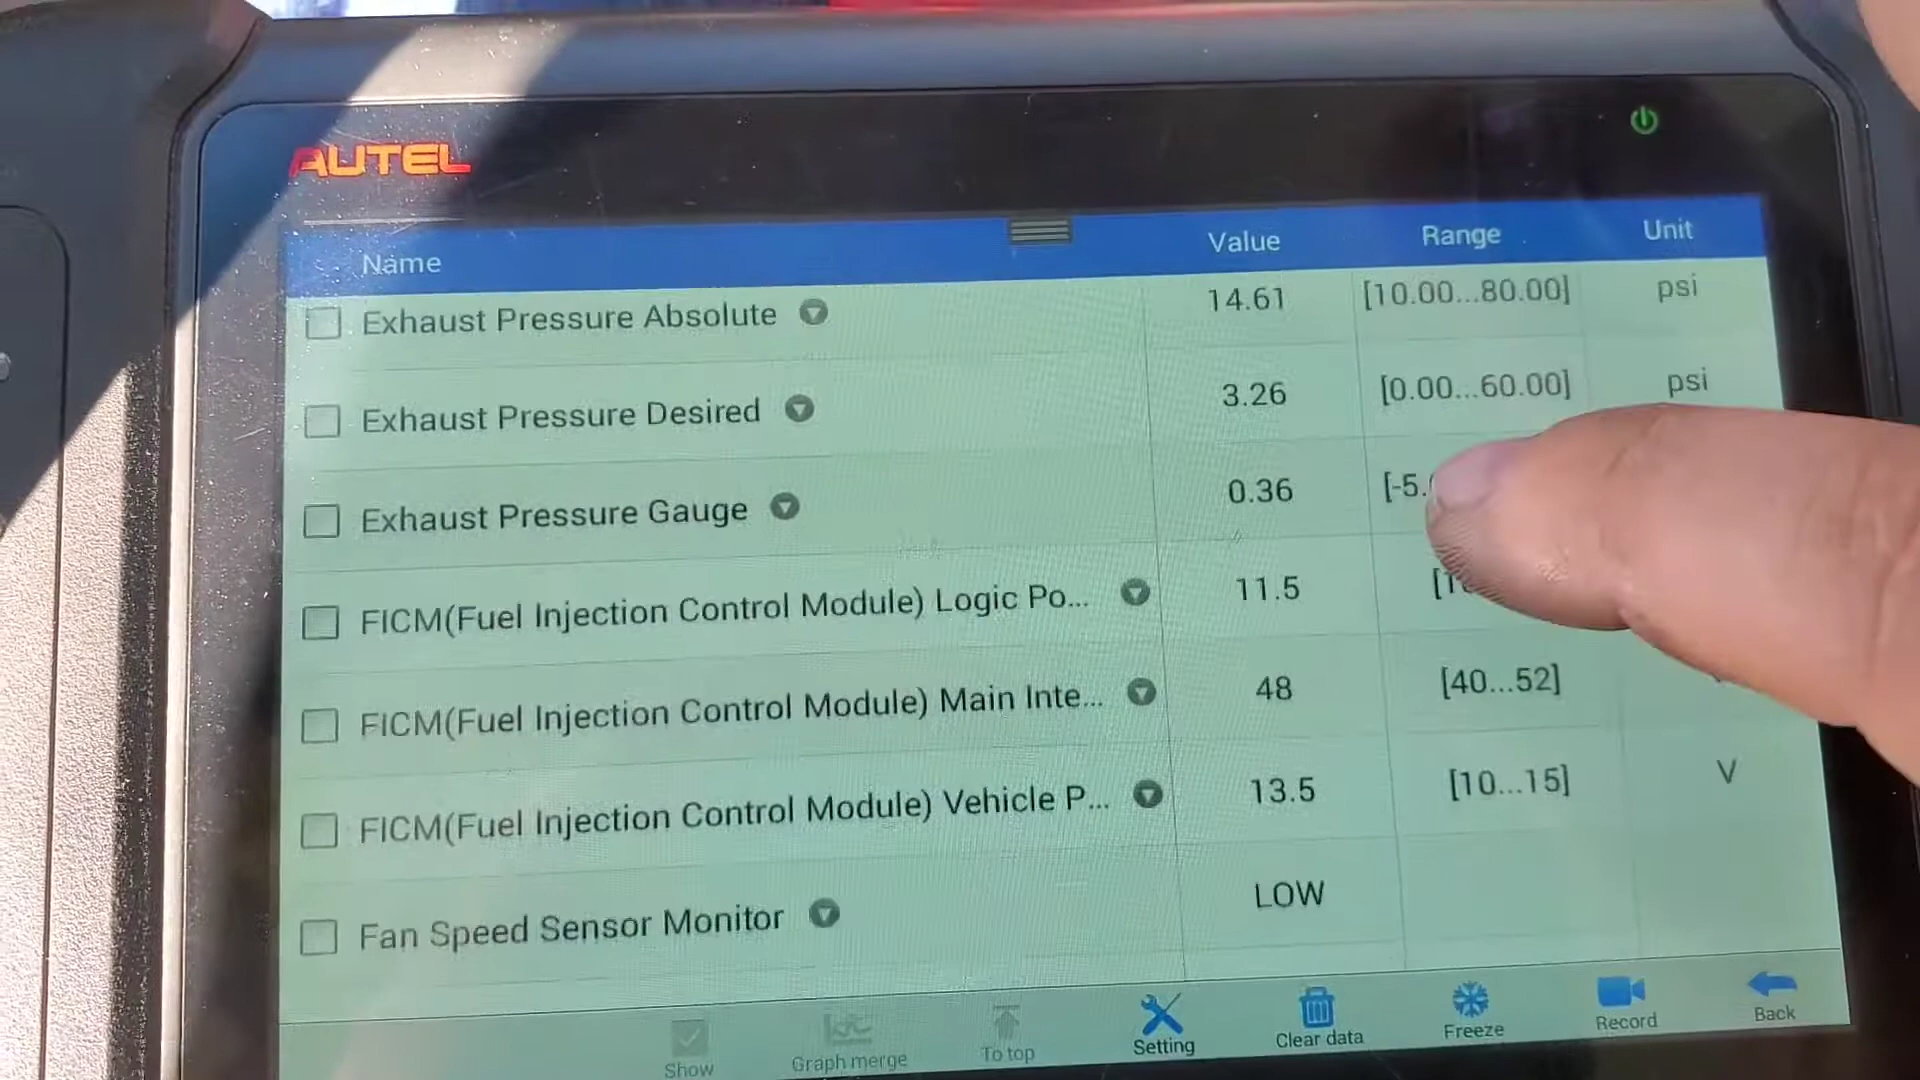 AUTEL
Name Value Range Unit
Exhaust Pressure Absolute 14.61 [10.00...80.00] psi
Exhaust Pressure Desired 3.26 [0.00...60.00] psi
Exhaust Pressure Gauge 0.36 [-5.
FICM(Fuel Injection Control Module) Logic Po... 11.5
FICM(Fuel Injection Control Module) Main Inte... 48 [40...52]
FICM(Fuel Injection Control Module) Vehicle P... 13.5 [10...15] V
Fan Speed Sensor Monitor LOW
Show Graph merge To top Setting Clear data Freeze Record Back